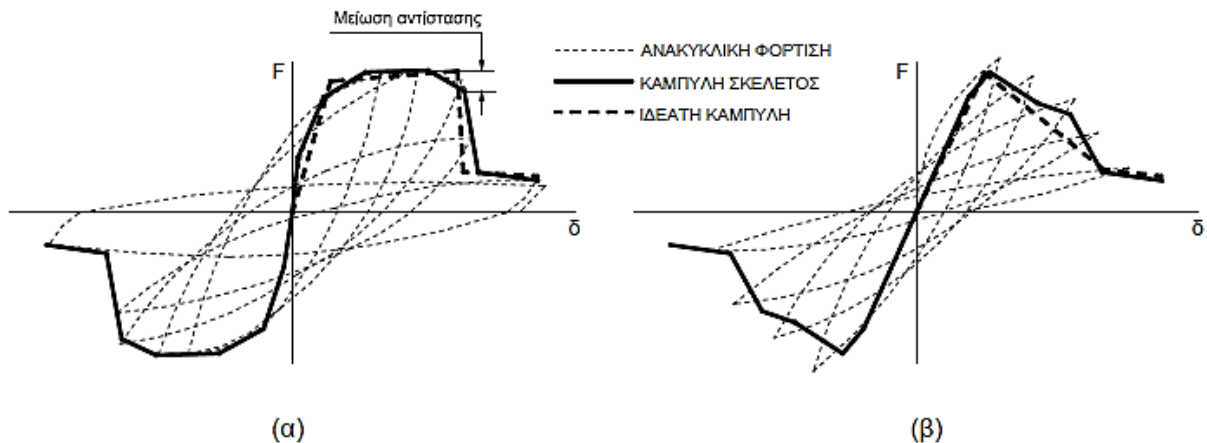 Μείωση αντίστασης
F
δ
ΑΝΑΚΥΚΛΙΚΗ ΦΟΡΤΙΣΗ
ΚΑΜΠΥΛΗ ΣΚΕΛΕΤΟΣ
ΙΔΕΑΤΗ ΚΑΜΠΥΛΗ
F
δ
(α)
(β)